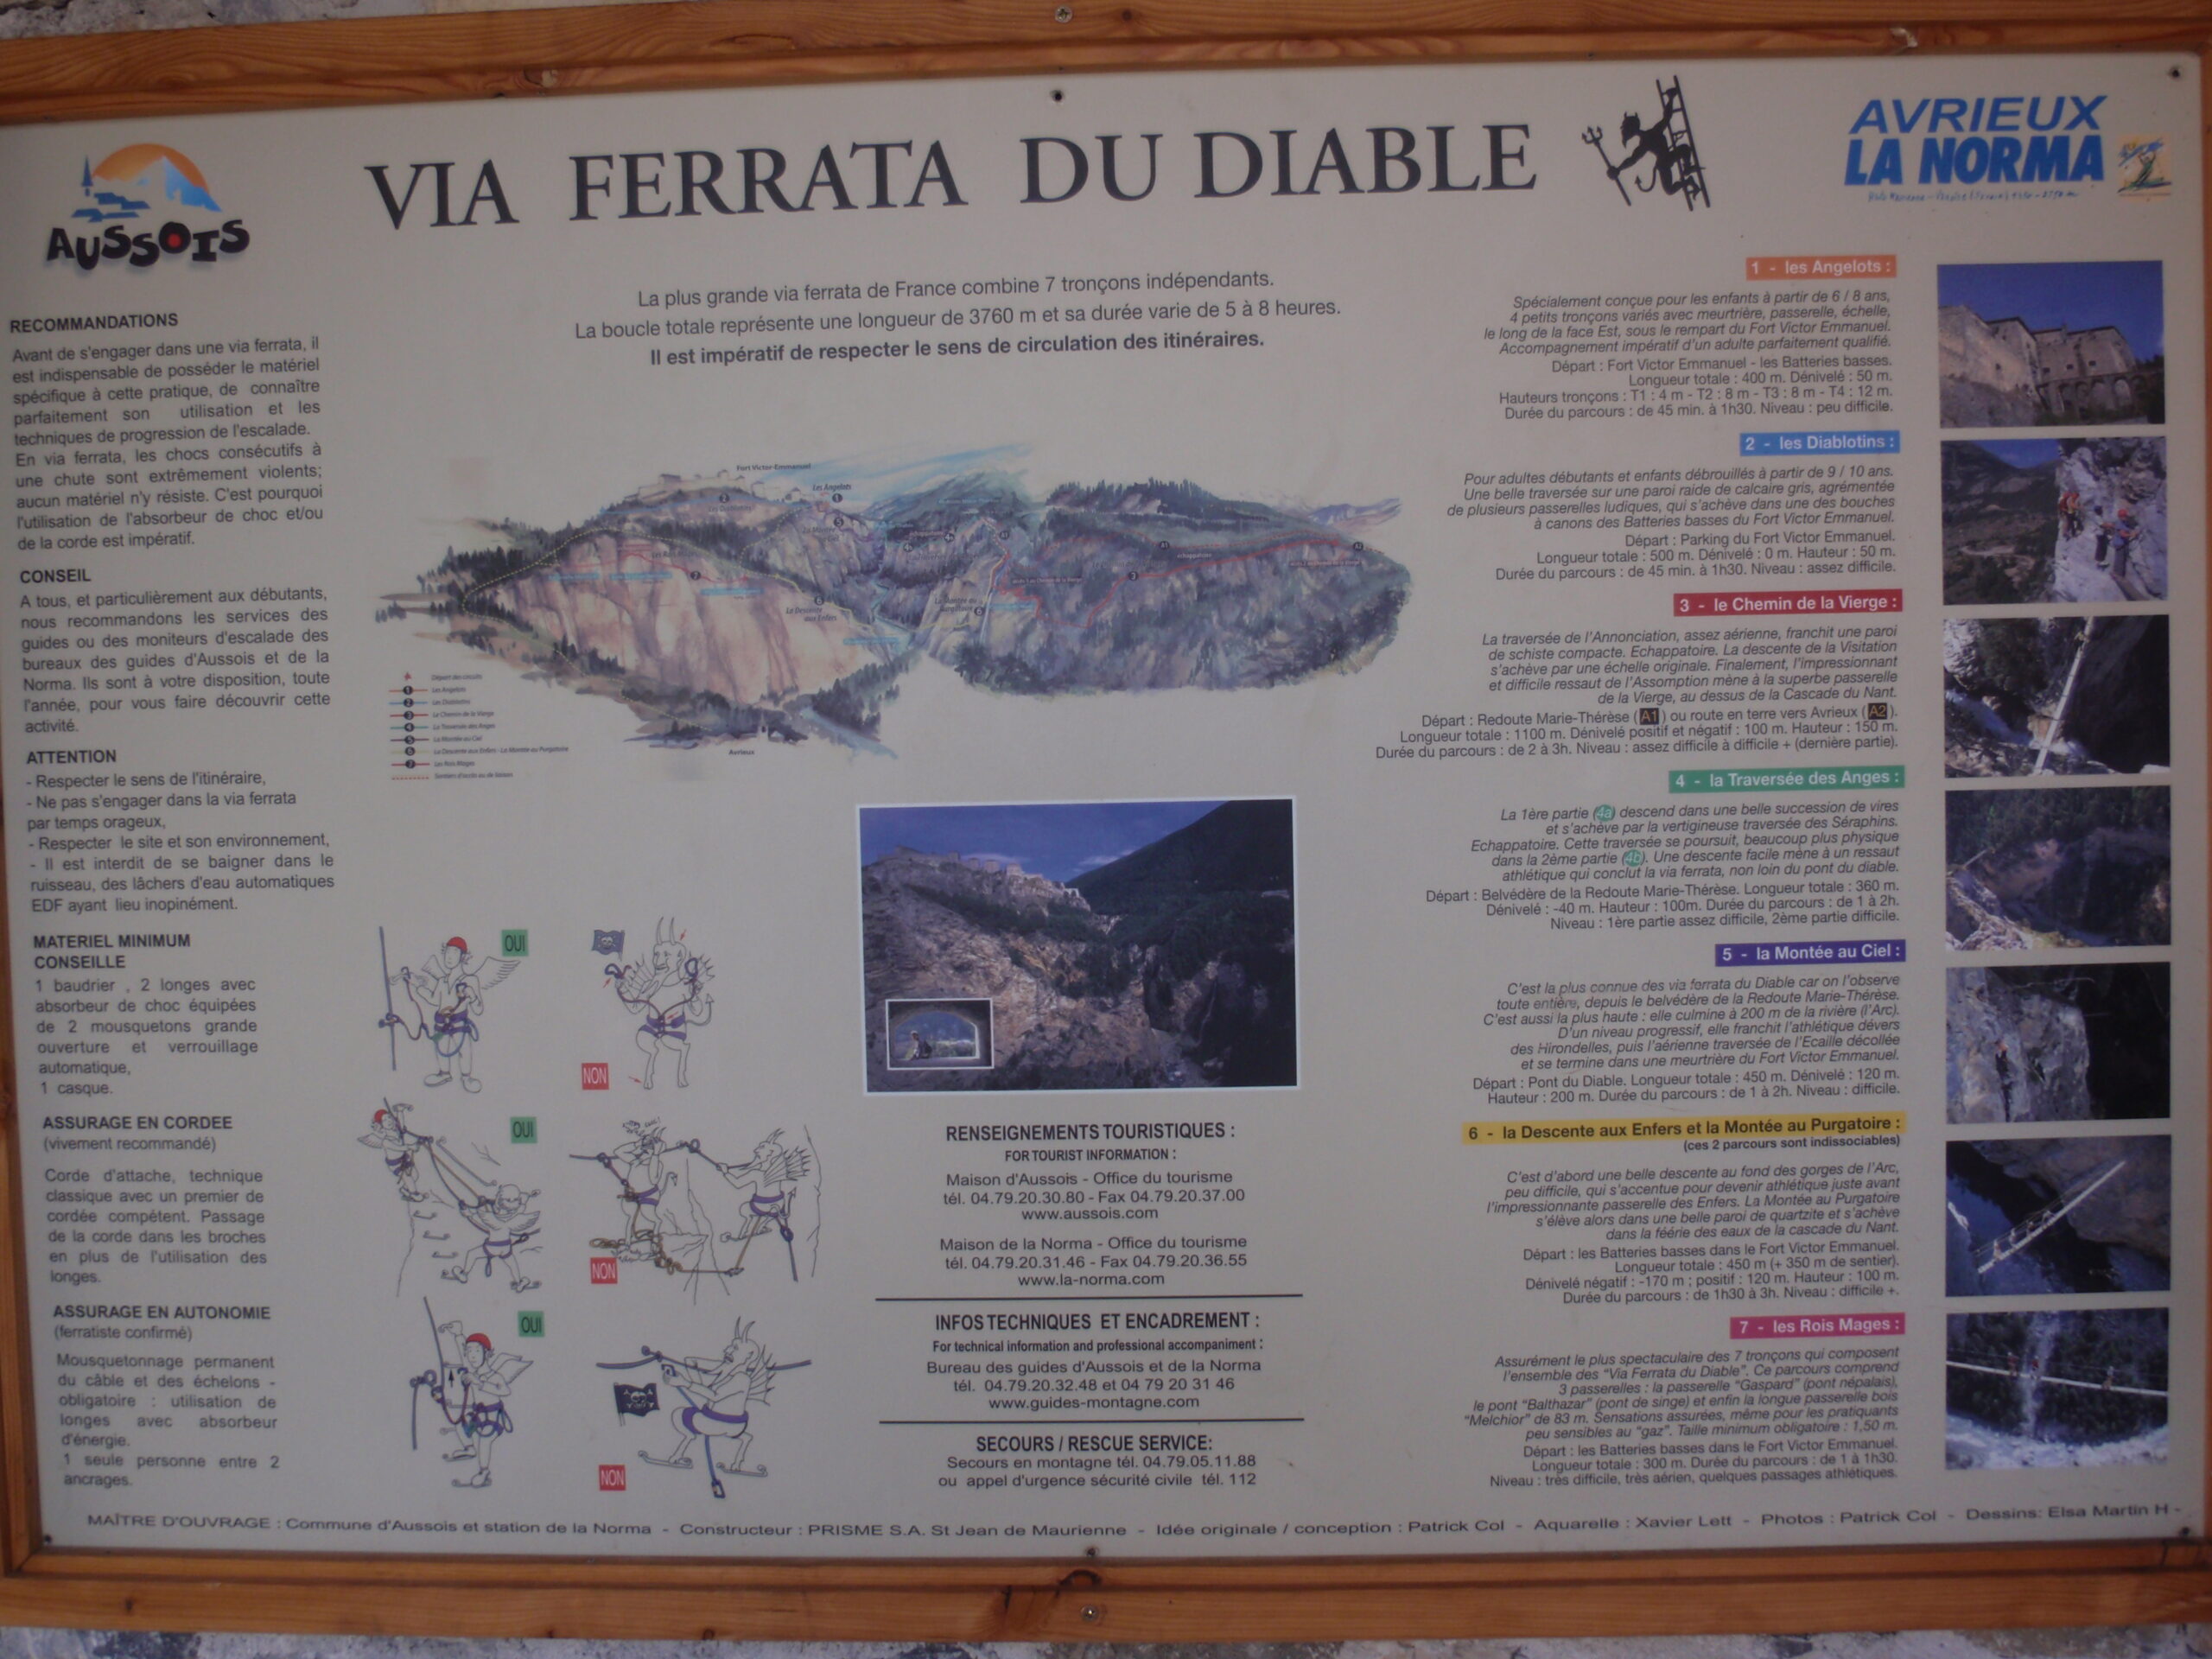 AUSSOIS
VIA FERRATA DU DIABLE
AVRIEUX
LA NORMA
La plus grande via ferrata de France combine 7 tronçons indépendants.
La boucle totale représente une longueur de 3760 m et sa durée varie de 5 à 8 heures.
Il est impératif de respecter le sens de circulation des itinéraires.
RECOMMANDATIONS
Avant de s'engager dans une via ferrata, il
est indispensable de posséder le matériel
spécifique à cette pratique, de connaître
parfaitement son utilisation et les
techniques de progression de l'escalade.
En via ferrata, les chocs consécutifs à
une chute sont extrêmement violents;
aucun matériel n'y résiste. C'est pourquoi
l'utilisation de l'absorbeur de choc et/ou
de la corde est impératif.
CONSEIL
A tous, et particulièrement aux débutants,
nous recommandons les services des
guides ou des moniteurs d'escalade des
bureaux des guides d'Aussois et de la
Norma. Ils sont à votre disposition, toute
l'année, pour vous faire découvrir cette
activité.
ATTENTION
- Respecter le sens de l'itinéraire,
- Ne pas s'engager dans la via ferrata
par temps orageux,
- Respecter le site et son environnement,
- Il est interdit de se baigner dans le
ruisseau, des lâchers d'eau automatiques
EDF ayant lieu inopinément.
MATERIEL MINIMUM
CONSEILLE
1 baudrier , 2 longes avec
absorbeur de choc équipées
de 2 mousquetons grande
ouverture et verrouillage
automatique,
1 casque.
ASSURAGE EN CORDEE
(vivement recommandé)
Corde d'attache, technique
classique avec un premier de
cordée compétent. Passage
de la corde dans les broches
en plus de l'utilisation des
longes.
ASSURAGE EN AUTONOMIE
(ferratiste confirmé)
Mousquetonnage permanent
du câble et des échelons -
obligatoire : utilisation de
longes avec absorbeur
d'énergie.
1 seule personne entre 2
ancrages.
Fort Victor-Emmanuel
Les Angelots
La Descente
aux Enfers
Avrieux
Départ des circuits
1 Les Angelots
2 Les Diablotins
3 Le Chemin de la Vierge
4 La Traversée des Anges
5 La Montée au Ciel
6 La Descente aux Enfers - La Montée au Purgatoire
7 Les Rois Mages
OUI
NON
OUI
NON
OUI
NON
RENSEIGNEMENTS TOURISTIQUES :
FOR TOURIST INFORMATION :
Maison d'Aussois - Office du tourisme
tél. 04.79.20.30.80 - Fax 04.79.20.37.00
www.aussois.com
Maison de la Norma - Office du tourisme
tél. 04.79.20.31.46 - Fax 04.79.20.36.55
www.la-norma.com
INFOS TECHNIQUES ET ENCADREMENT :
For technical information and professional accompaniment :
Bureau des guides d'Aussois et de la Norma
tél. 04.79.20.32.48 et 04 79 20 31 46
www.guides-montagne.com
SECOURS / RESCUE SERVICE:
Secours en montagne tél. 04.79.05.11.88
ou appel d'urgence sécurité civile tél. 112
1 - les Angelots :
Spécialement conçue pour les enfants à partir de 6 / 8 ans,
4 petits tronçons variés avec meurtrière, passerelle, échelle,
le long de la face Est, sous le rempart du Fort Victor Emmanuel.
Accompagnement impératif d'un adulte parfaitement qualifié.
Départ : Fort Victor Emmanuel - les Batteries basses.
Longueur totale : 400 m. Dénivelé : 50 m.
Hauteurs tronçons : T1 : 4 m - T2 : 8 m - T3 : 8 m - T4 : 12 m.
Durée du parcours : de 45 min. à 1h30. Niveau : peu difficile.
2 - les Diablotins :
Pour adultes débutants et enfants débrouillés à partir de 9 / 10 ans.
Une belle traversée sur une paroi raide de calcaire gris, agrémentée
de plusieurs passerelles ludiques, qui s'achève dans une des bouches
à canons des Batteries basses du Fort Victor Emmanuel.
Départ : Parking du Fort Victor Emmanuel.
Longueur totale : 500 m. Dénivelé : 0 m. Hauteur : 50 m.
Durée du parcours : de 45 min. à 1h30. Niveau : assez difficile.
3 - le Chemin de la Vierge :
La traversée de l'Annonciation, assez aérienne, franchit une paroi
de schiste compacte. Echappatoire. La descente de la Visitation
s'achève par une échelle originale. Finalement, l'impressionnant
et difficile ressaut de l'Assomption mène à la superbe passerelle
de la Vierge, au dessus de la Cascade du Nant.
Départ : Redoute Marie-Thérèse (A1) ou route en terre vers Avrieux (A2).
Longueur totale : 1100 m. Dénivelé positif et négatif : 100 m. Hauteur : 150 m.
Durée du parcours : de 2 à 3h. Niveau : assez difficile à difficile + (dernière partie).
4 - la Traversée des Anges :
La 1ère partie (4a) descend dans une belle succession de vires
et s'achève par la vertigineuse traversée des Séraphins.
Echappatoire. Cette traversée se poursuit, beaucoup plus physique
dans la 2ème partie (4b). Une descente facile mène à un ressaut
athlétique qui conclut la via ferrata, non loin du pont du diable.
Départ : Belvédère de la Redoute Marie-Thérèse. Longueur totale : 360 m.
Dénivelé : -40 m. Hauteur : 100m. Durée du parcours : de 1 à 2h.
Niveau : 1ère partie assez difficile, 2ème partie difficile.
5 - la Montée au Ciel :
C'est la plus connue des via ferrata du Diable car on l'observe
toute entière, depuis le belvédère de la Redoute Marie-Thérèse.
C'est aussi la plus haute : elle culmine à 200 m de la rivière (l'Arc).
D'un niveau progressif, elle franchit l'athlétique dévers
des Hirondelles, puis l'aérienne traversée de l'Ecaille décollée
et se termine dans une meurtrière du Fort Victor Emmanuel.
Départ : Pont du Diable. Longueur totale : 450 m. Dénivelé : 120 m.
Hauteur : 200 m. Durée du parcours : de 1 à 2h. Niveau : difficile.
6 - la Descente aux Enfers et la Montée au Purgatoire :
(ces 2 parcours sont indissociables)
C'est d'abord une belle descente au fond des gorges de l'Arc,
peu difficile, qui s'accentue pour devenir athlétique juste avant
l'impressionnante passerelle des Enfers. La Montée au Purgatoire
s'élève alors dans une belle paroi de quartzite et s'achève
dans la féérie des eaux de la cascade du Nant.
Départ : les Batteries basses dans le Fort Victor Emmanuel.
Longueur totale : 450 m (+ 350 m de sentier).
Dénivelé négatif : -170 m ; positif : 120 m. Hauteur : 100 m.
Durée du parcours : de 1h30 à 3h. Niveau : difficile +.
7 - les Rois Mages :
Assurément le plus spectaculaire des 7 tronçons qui composent
l'ensemble des "Via Ferrata du Diable". Ce parcours comprend
3 passerelles : la passerelle "Gaspard" (pont népalais),
le pont "Balthazar" (pont de singe) et enfin la longue passerelle bois
"Melchior" de 83 m. Sensations assurées, même pour les pratiquants
peu sensibles au "gaz". Taille minimum obligatoire : 1,50 m.
Départ : les Batteries basses dans le Fort Victor Emmanuel.
Longueur totale : 300 m. Durée du parcours : de 1 à 1h30.
Niveau : très difficile, très aérien, quelques passages athlétiques.
MAÎTRE D'OUVRAGE : Commune d'Aussois et station de la Norma - Constructeur : PRISME S.A. St Jean de Maurienne - Idée originale / conception : Patrick Col - Aquarelle : Xavier Lett - Photos : Patrick Col - Dessins: Elsa Martin H -